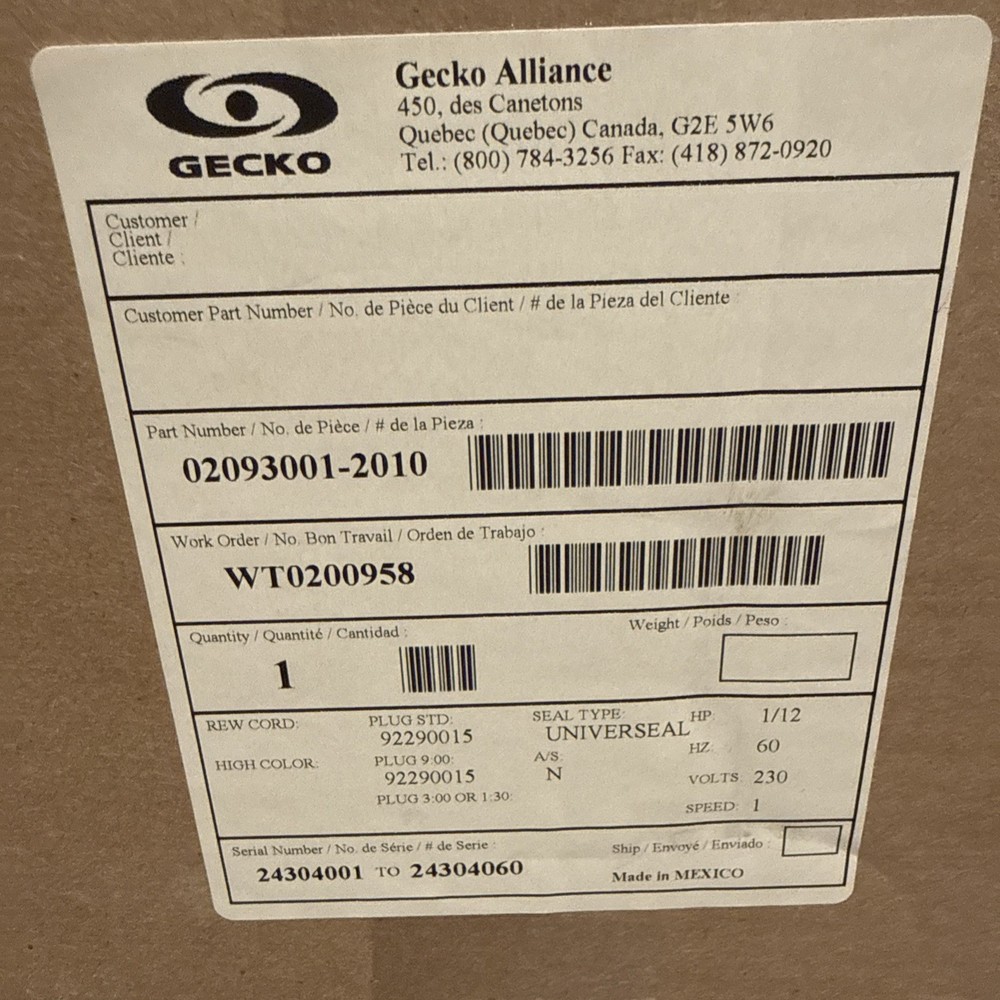 GECKO
Gecko Alliance
450, des Canetons
Quebec (Quebec) Canada, G2E 5W6
Tel.: (800) 784-3256 Fax: (418) 872-0920
Customer /
Client /
Cliente :
Customer Part Number / No. de Pièce du Client / # de la Pieza del Cliente :
Part Number / No. de Pièce / # de la Pieza :
02093001-2010
Work Order / No. Bon Travail / Orden de Trabajo :
WT0200958
Quantity / Quantité / Cantidad :
1
Weight / Poids / Peso :
REW CORD:
HIGH COLOR:
PLUG STD:
92290015
PLUG 9:00:
92290015
PLUG 3:00 OR 1:30:
SEAL TYPE:
UNIVERSEAL
A/S:
N
HP: 1/12
HZ: 60
VOLTS: 230
SPEED: 1
Serial Number / No. de Série / # de Serie :
24304001 TO 24304060
Ship / Envoyé / Enviado :
Made in MEXICO